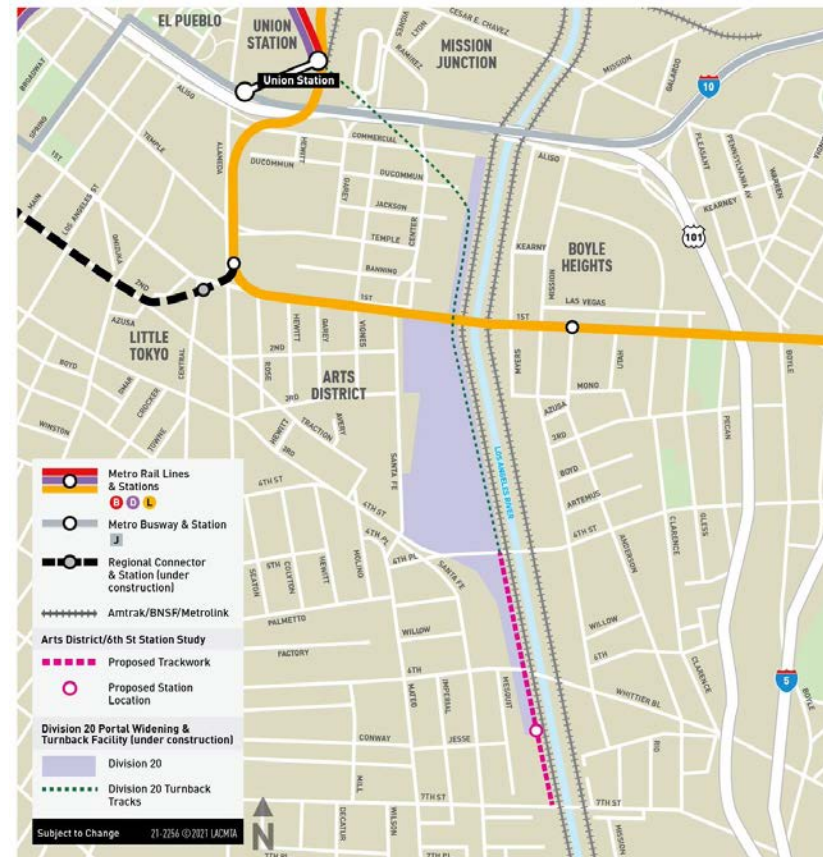 EL PUEBLO
UNION
STATION
Union Station
MISSION
JUNCTION
BROADWAY
SPRING
MAIN
LOS ANGELES ST
1ST
ALISO
TEMPLE
ALAMEDA
VIGNES
LYON
RAMIREZ
CESAR E. CHAVEZ
MISSION
GALARDO
10
COMMERCIAL
HEWITT
DUCOMMUN
DUCOMMUN
GAREY
JACKSON
CENTER
TEMPLE
BANNING
ALISO
PLEASANT
PENNSYLVANIA AV
WARREN
KEARNEY
101
KEARNY
MISSION
BOYLE
HEIGHTS
LAS VEGAS
ONIZUKA
2ND
AZUSA
LITTLE
TOKYO
CENTRAL
1ST
1ST
BOYLE
BOYD
OMAR
CROCKER
TOWNE
WINSTON
HEWITT
GAREY
VIGNES
2ND
ROSE
ARTS
DISTRICT
3RD
HEWITT
TRACTION
AVERY
3RD
SANTA FE
4TH ST
4TH ST
4TH PL
MYERS
UTAH
MONO
AZUSA
3RD
BOYD
ARTEMUS
4TH ST
PECAN
GLESS
CLARENCE
ANDERSON
LOS ANGELES RIVER
5TH
SEATON
COLYTON
HEWITT
MOLINO
4TH PL
SANTA FE
PALMETTO
FACTORY
WILLOW
6TH
MATEO
IMPERIAL
MESQUIT
CONWAY
JESSE
MILL
7TH ST
DECATUR
WILSON
7TH PL
WILLOW
6TH
WHITTIER BL
CLARENCE
RIO
7TH ST
MISSION
5
BOYLE
Metro Rail Lines
& Stations
B D L
Metro Busway & Station
J
Regional Connector
& Station (under
construction)
Amtrak/BNSF/Metrolink
Arts District/6th St Station Study
Proposed Trackwork
Proposed Station
Location
Division 20 Portal Widening &
Turnback Facility (under construction)
Division 20
Division 20 Turnback
Tracks
Subject to Change 21-2256 ©2021 LACMTA
N